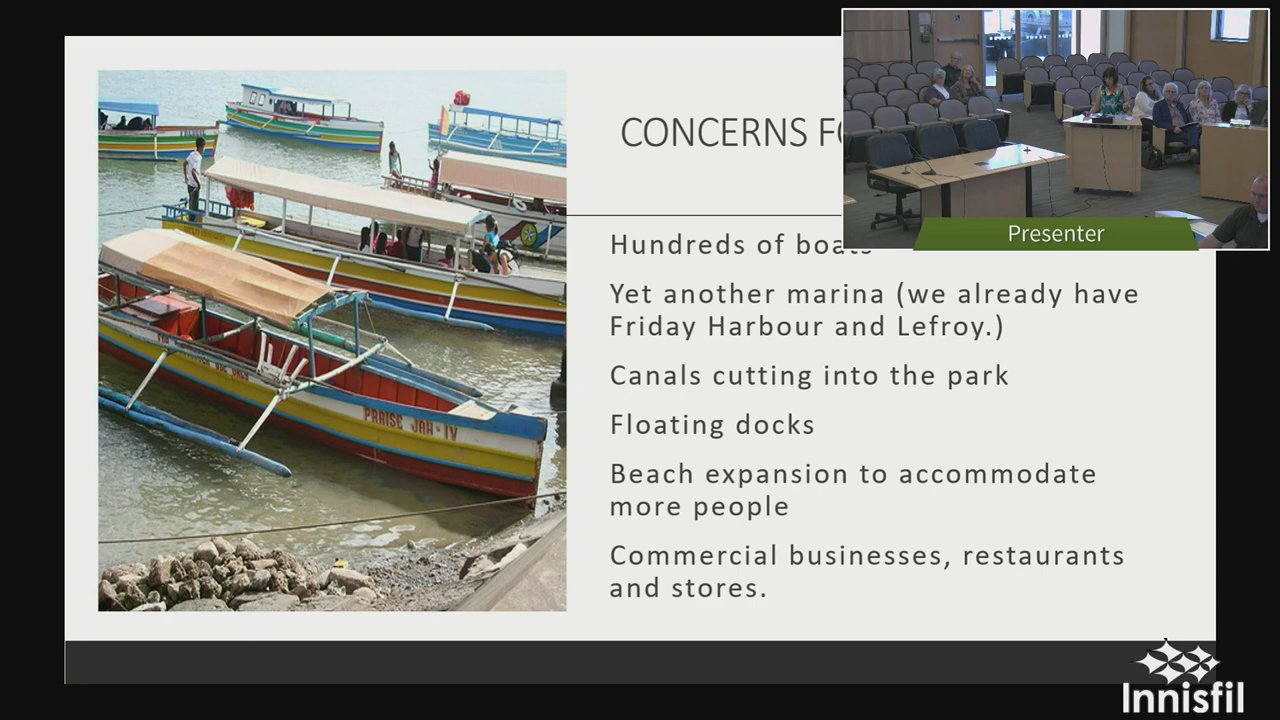 CONCERNS
Presenter
Hundreds of boats
Yet another marina (we already have
Friday Harbour and Lefroy.)
Canals cutting into the park
Floating docks
Beach expansion to accommodate
more people
Commercial businesses, restaurants
and stores.
PRAISE JAH-IV
Innisfil